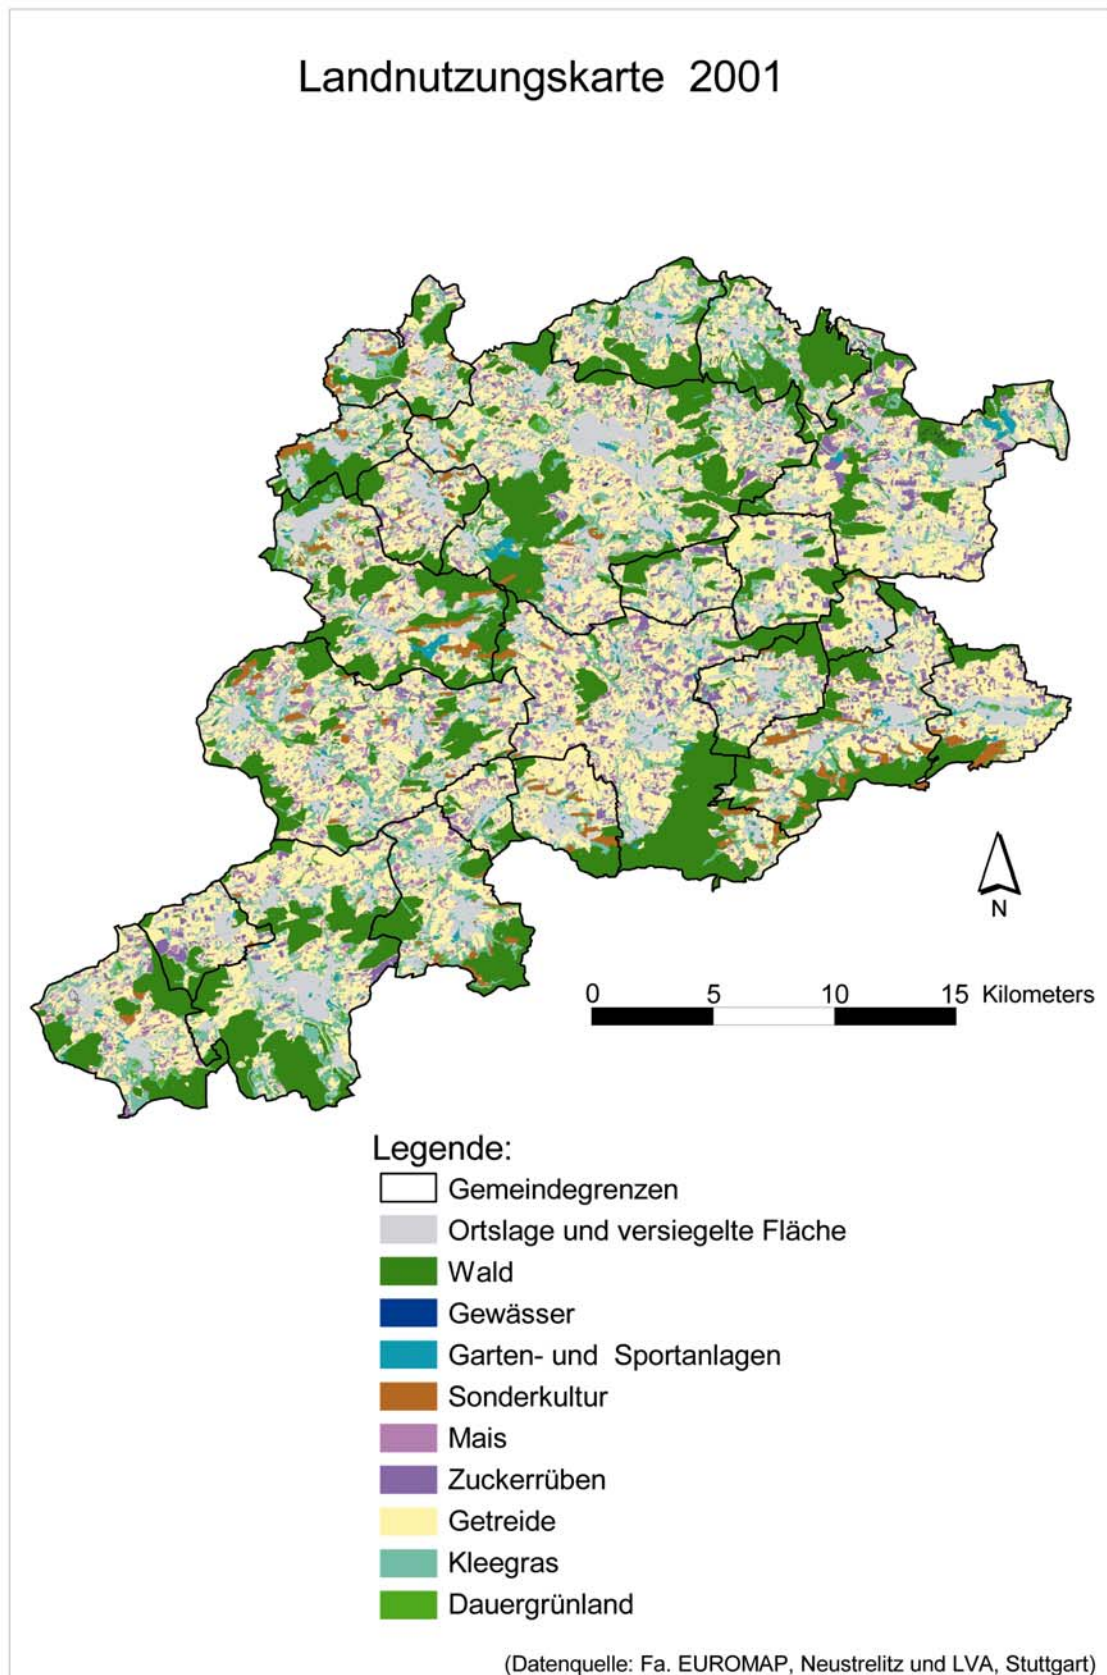 Landnutzungskarte 2001
N
0 5 10 15 Kilometers
Legende:
Gemeindegrenzen
Ortslage und versiegelte Fläche
Wald
Gewässer
Garten- und Sportanlagen
Sonderkultur
Mais
Zuckerrüben
Getreide
Kleegras
Dauergrünland
(Datenquelle: Fa. EUROMAP, Neustrelitz und LVA, Stuttgart)